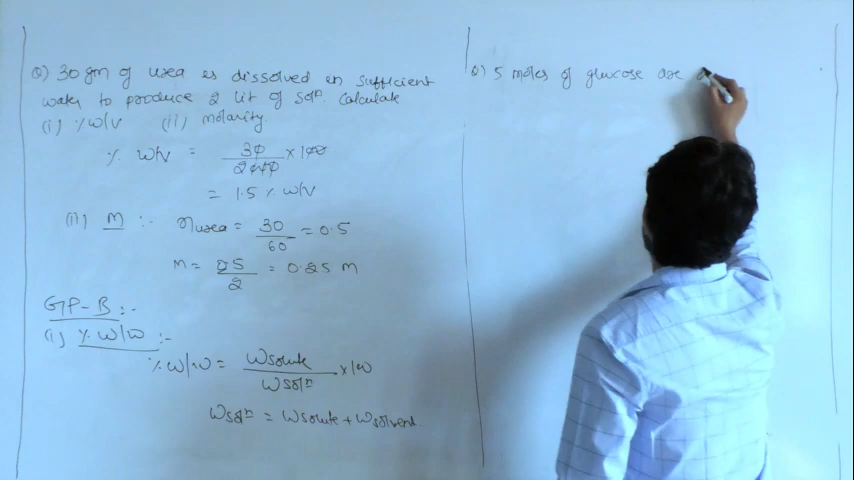 Q) 30 gm of urea is dissolved in sufficient
water to produce 2 lit of solⁿ. Calculate
(i) % W/V (ii) Molarity.
% W/V = 30/2000 × 100
= 1.5 % W/V
(ii) M :- ηurea = 30/60 = 0.5
M = 0.5/2 = 0.25 M
GP-B :-
(i) % W/W :-
% W/W = Wsolute/Wsolⁿ × 100
Wsolⁿ = Wsolute + Wsolvent
Q) 5 moles of glucose are